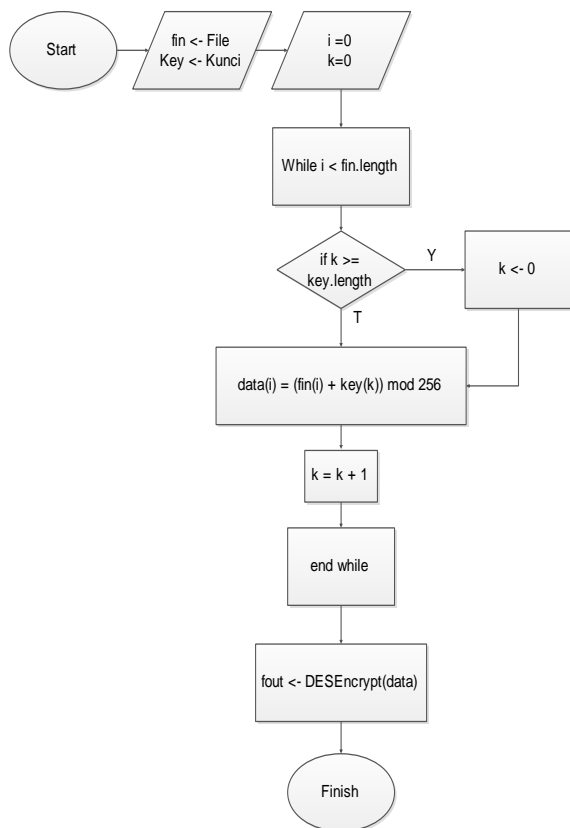 Start
fin <- File
Key <- Kunci
i =0
k=0
While i < fin.length
if k >=
key.length
Y
k <- 0
T
data(i) = (fin(i) + key(k)) mod 256
k = k + 1
end while
fout <- DESEncrypt(data)
Finish